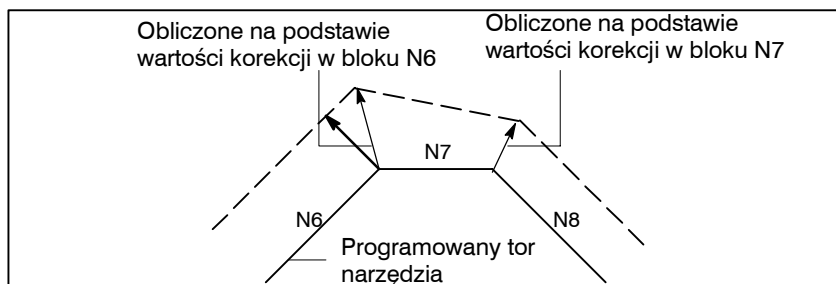 Obliczone na podstawie
wartości korekcji w bloku N6
Obliczone na podstawie
wartości korekcji w bloku N7
N7
N6
N8
Programowany tor
narzędzia